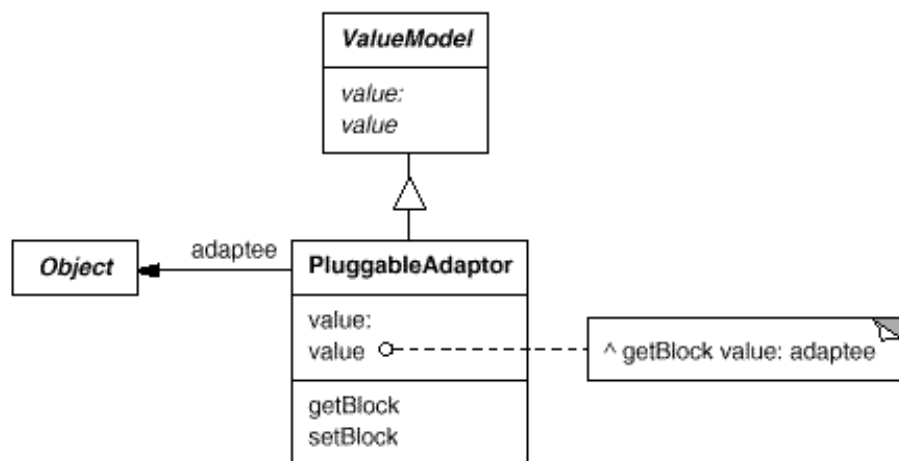 ValueModel
value:
value
adaptee
Object
PluggableAdaptor
value:
value
^ getBlock value: adaptee
getBlock
setBlock